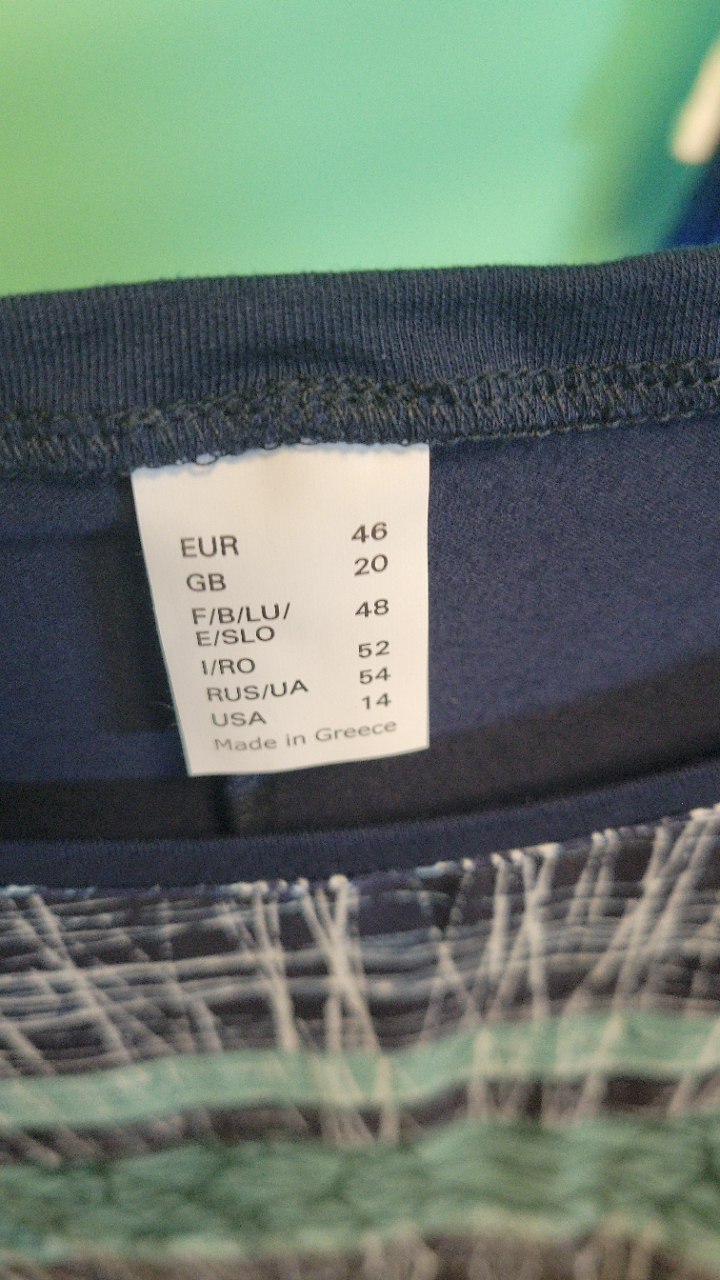 EUR 46
GB 20
F/B/LU/ 48
E/SLO
I/RO 52
RUS/UA 54
USA 14
Made in Greece